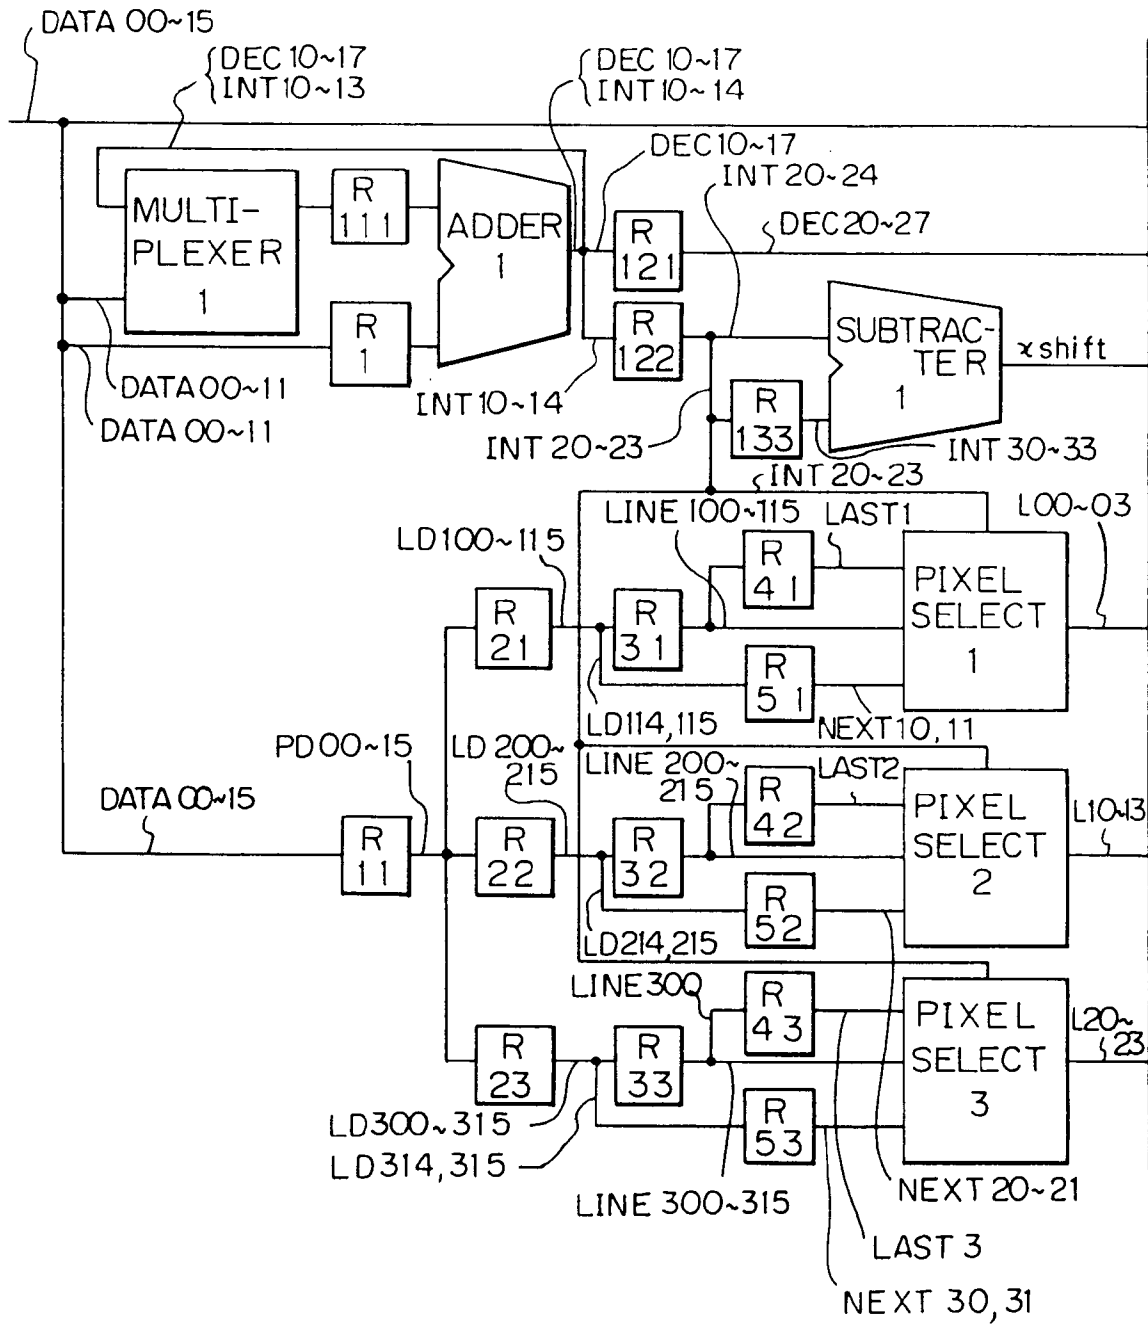 DATA 00~15
DEC 10~17
INT 10~13
DEC 10~17
INT 10~14
DEC 10~17
INT 20~24
DEC 20~27
MULTI-
PLEXER
1
R
111
ADDER
1
R
121
R
1
R
122
SUBTRAC-
TER
1
x shift
DATA 00~11
DATA 00~11
INT 10~14
INT 20~23
R
133
INT 30~33
INT 20~23
LINE 100~115
LAST 1
L00~03
LD100~115
R
21
R
31
R
41
R
51
PIXEL
SELECT
1
LD114,115
NEXT 10,11
PD 00~15
LD 200~
215
LINE 200~
215
LAST2
DATA 00~15
R
11
R
22
R
32
R
42
R
52
PIXEL
SELECT
2
L10~13
LD214,215
LINE 300
R
23
R
33
R
43
R
53
PIXEL
SELECT
3
L20~
23
LD300~315
LD314,315
LINE 300~315
NEXT 20~21
LAST 3
NEXT 30,31